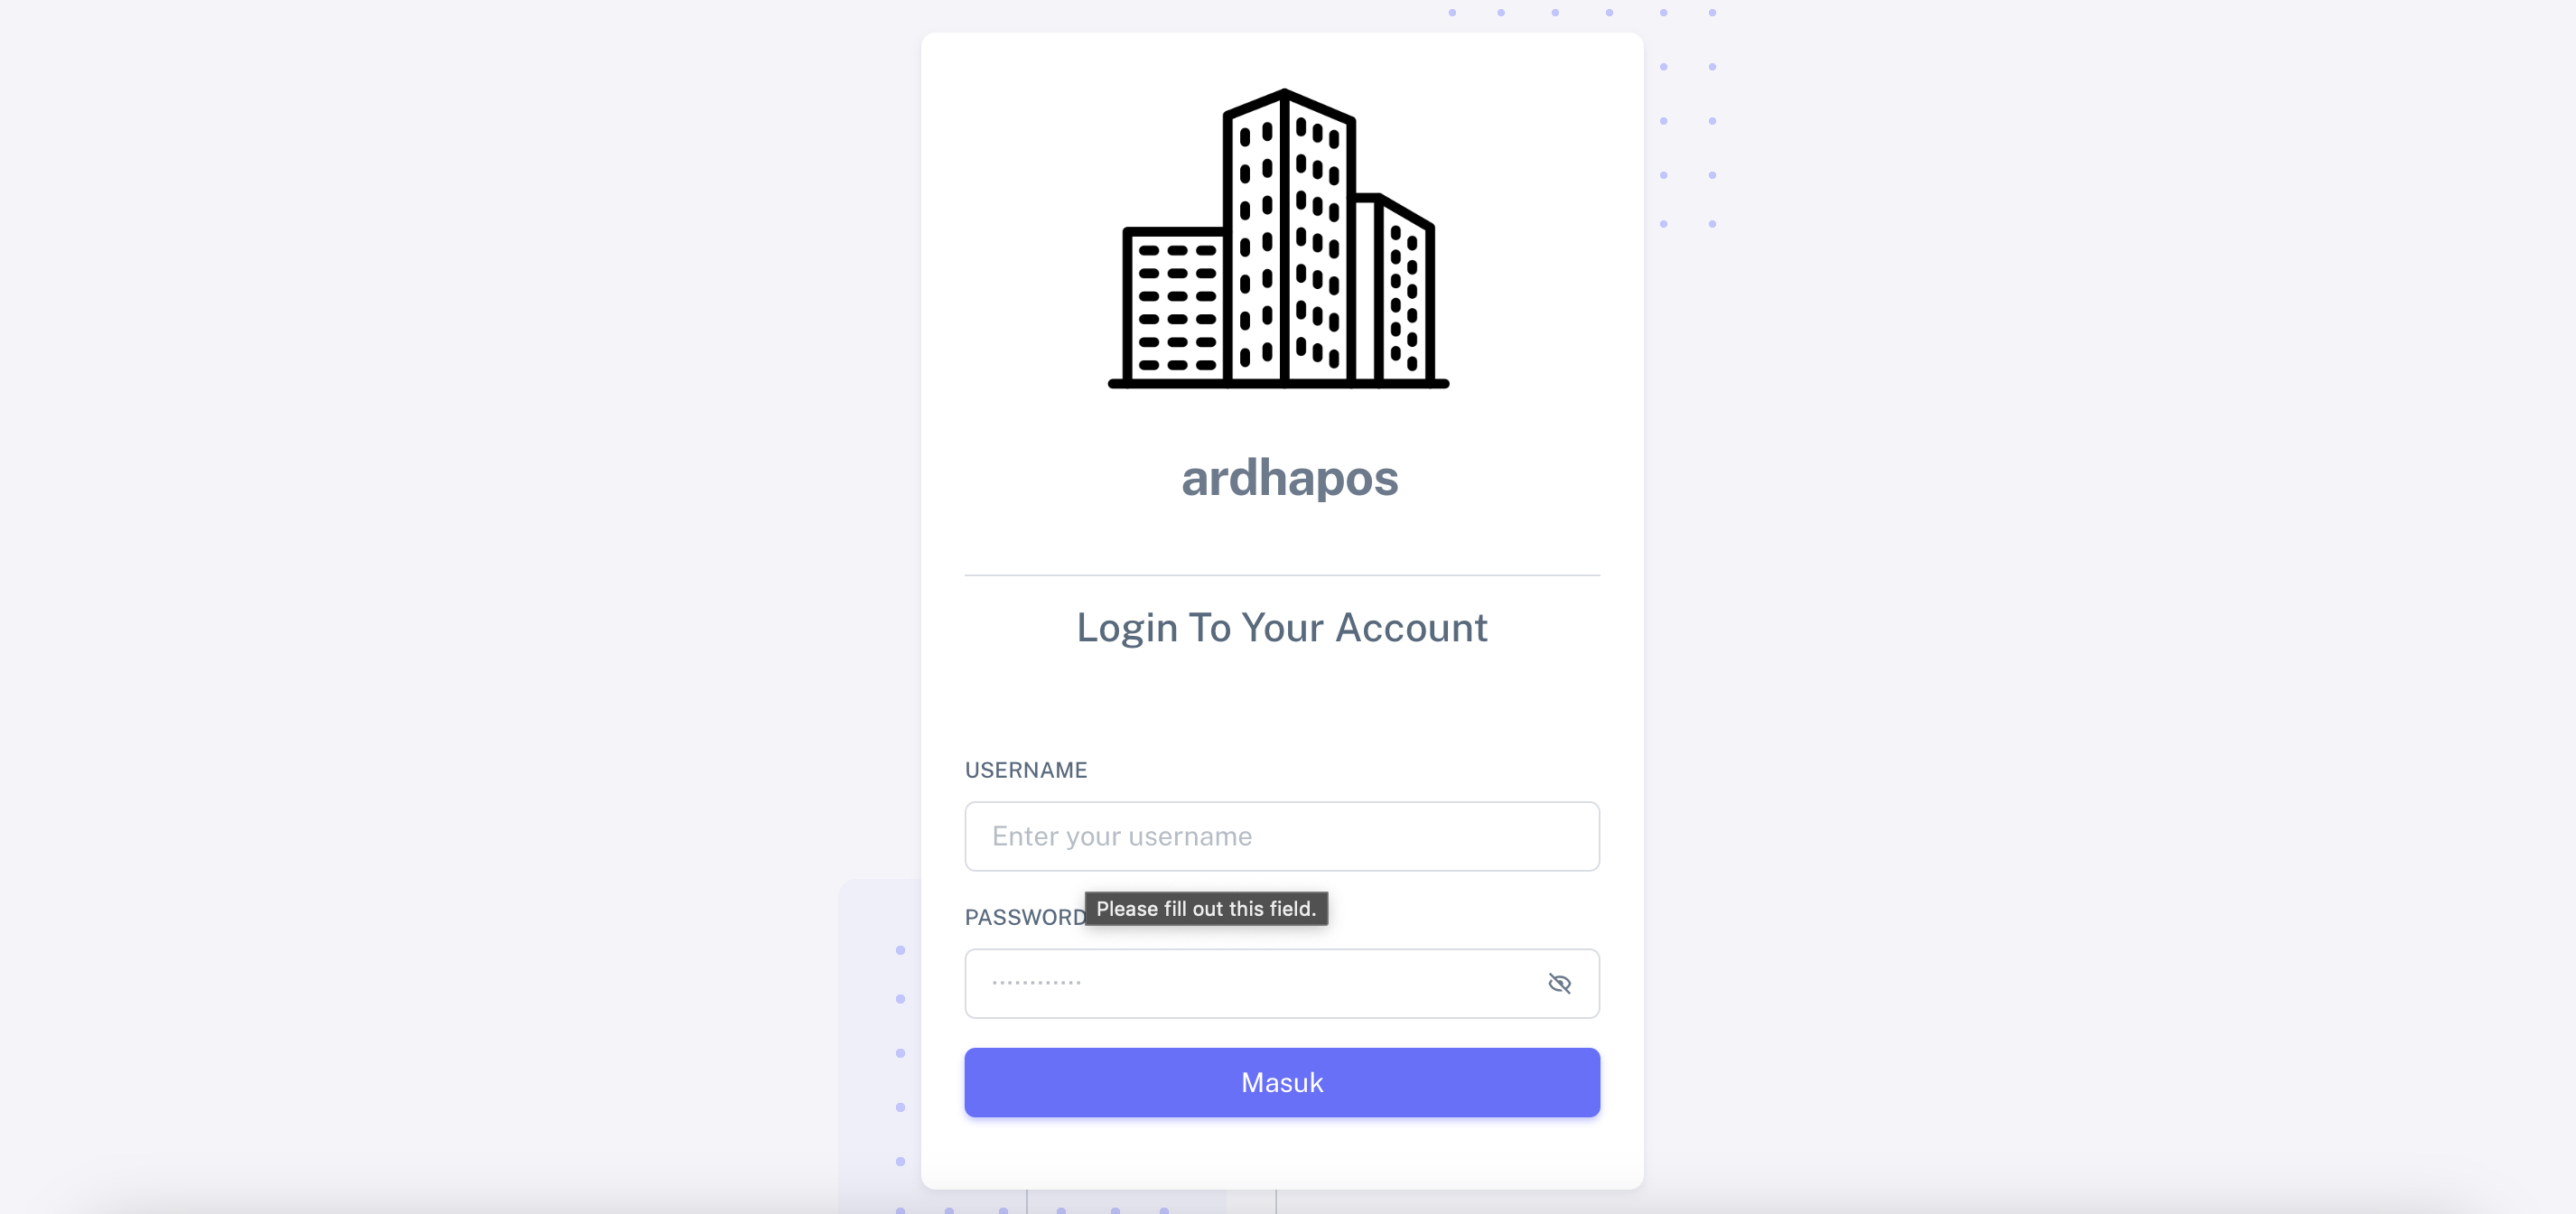 ardhapos
Login To Your Account
USERNAME
Enter your username
Please fill out this field.
PASSWORD
············
Masuk